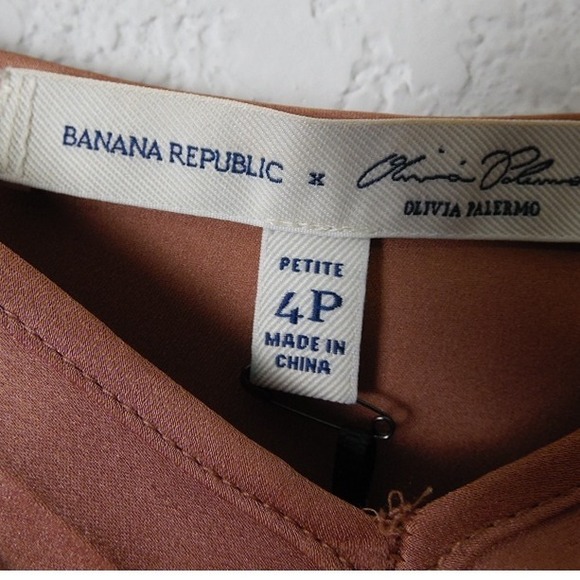 BANANA REPUBLIC x Olivia Palermo
OLIVIA PALERMO
PETITE
4P
MADE IN
CHINA